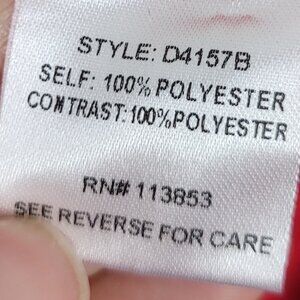 STYLE: D4157B
SELF: 100% POLYESTER
CONTRAST:100%POLYESTER
RN# 113853
SEE REVERSE FOR CARE